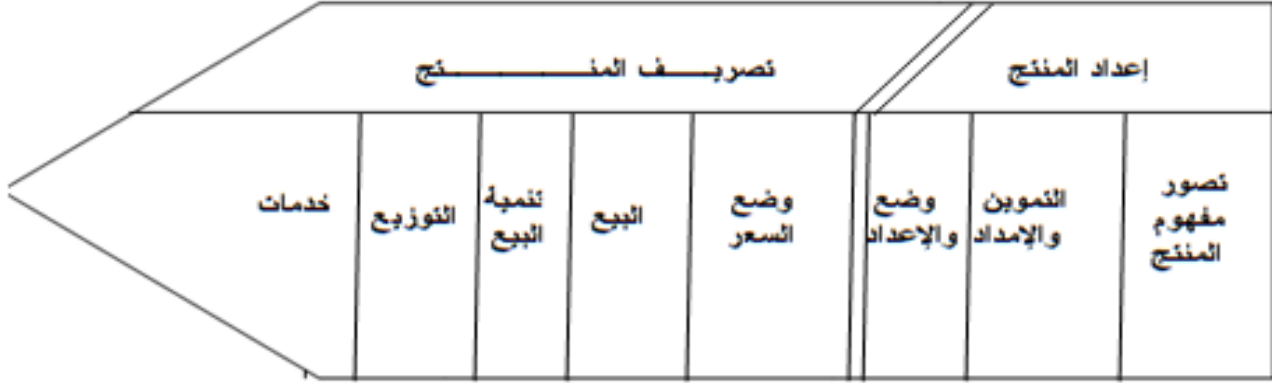 إعداد المنتج
تصريف المنتج
تصور
مفهوم
المنتج
التموين
والإمداد
وضع
والإعداد
وضع
السعر
البيع
تنمية
البيع
التوزيع
خدمات